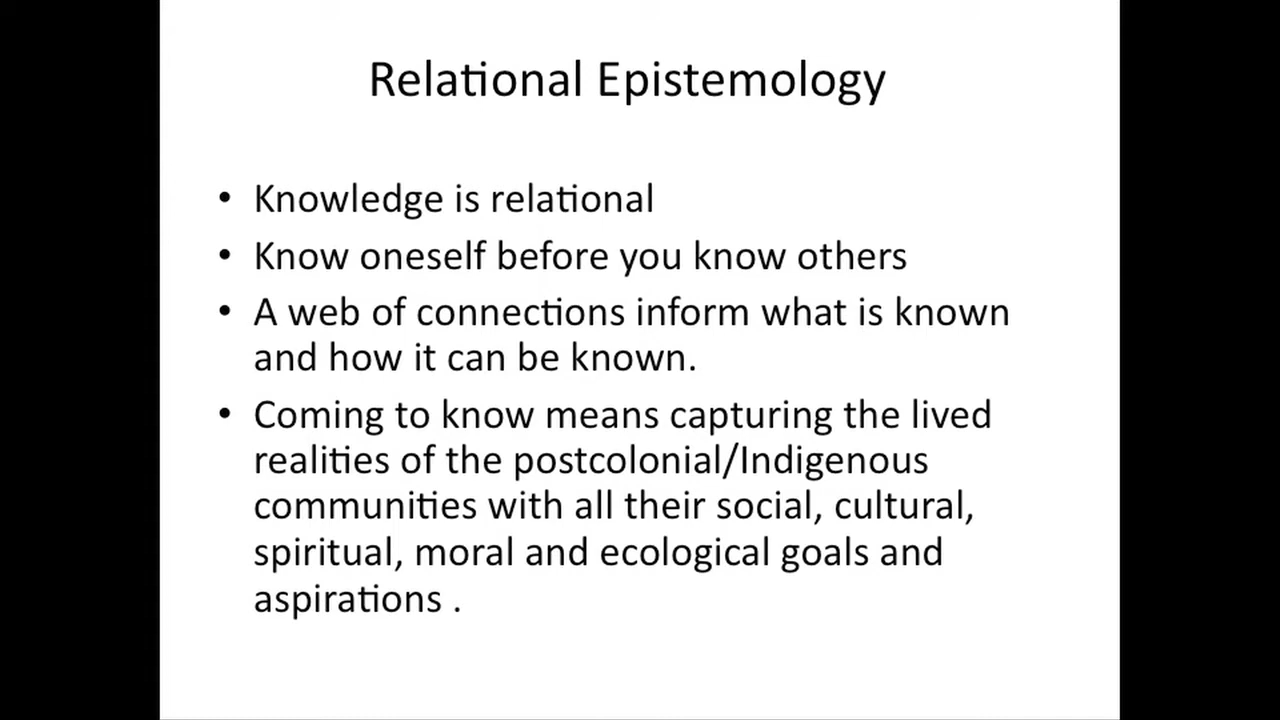 Relational Epistemology
• Knowledge is relational
• Know oneself before you know others
• A web of connections inform what is known
and how it can be known.
• Coming to know means capturing the lived
realities of the postcolonial/Indigenous
communities with all their social, cultural,
spiritual, moral and ecological goals and
aspirations .